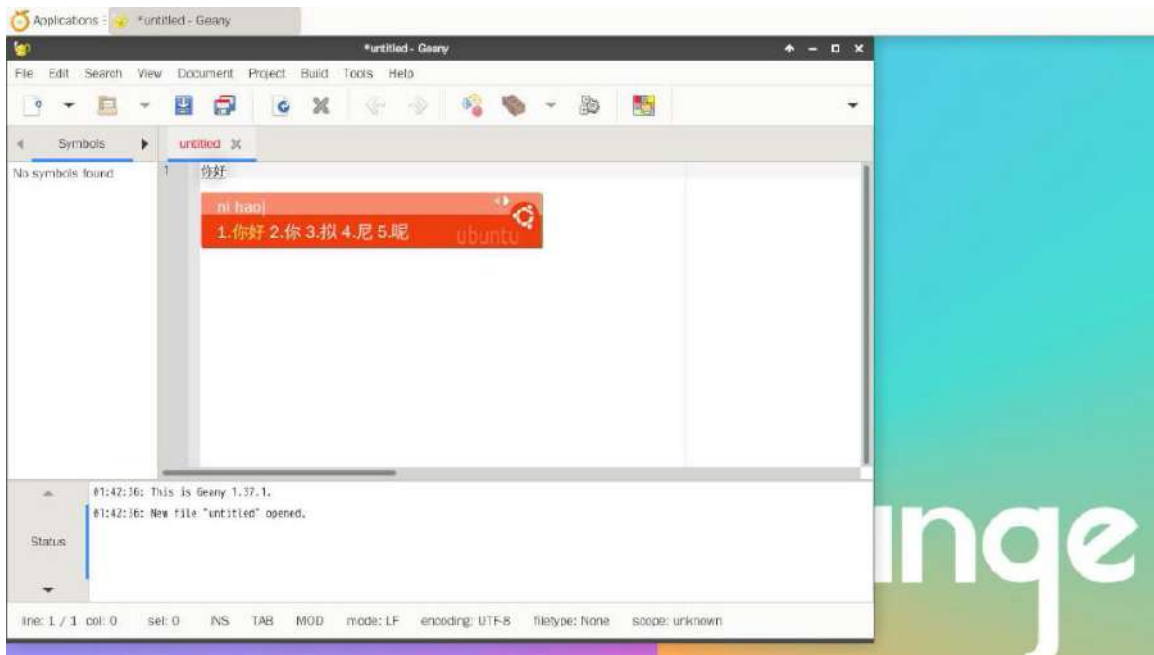 Applications *untitled - Geany
*untitled - Geany
File Edit Search View Document Project Build Tools Help
Symbols untitled
No symbols found 1 你好
ni hao
1.你好 2.你 3.拟 4.尼 5.呢
ubuntu
01:42:36: This is Geany 1.37.1.
01:42:36: New file "untitled" opened.
Status
line: 1 / 1 col: 0 sel: 0 INS TAB MOD mode: LF encoding: UTF-8 filetype: None scope: unknown
ange